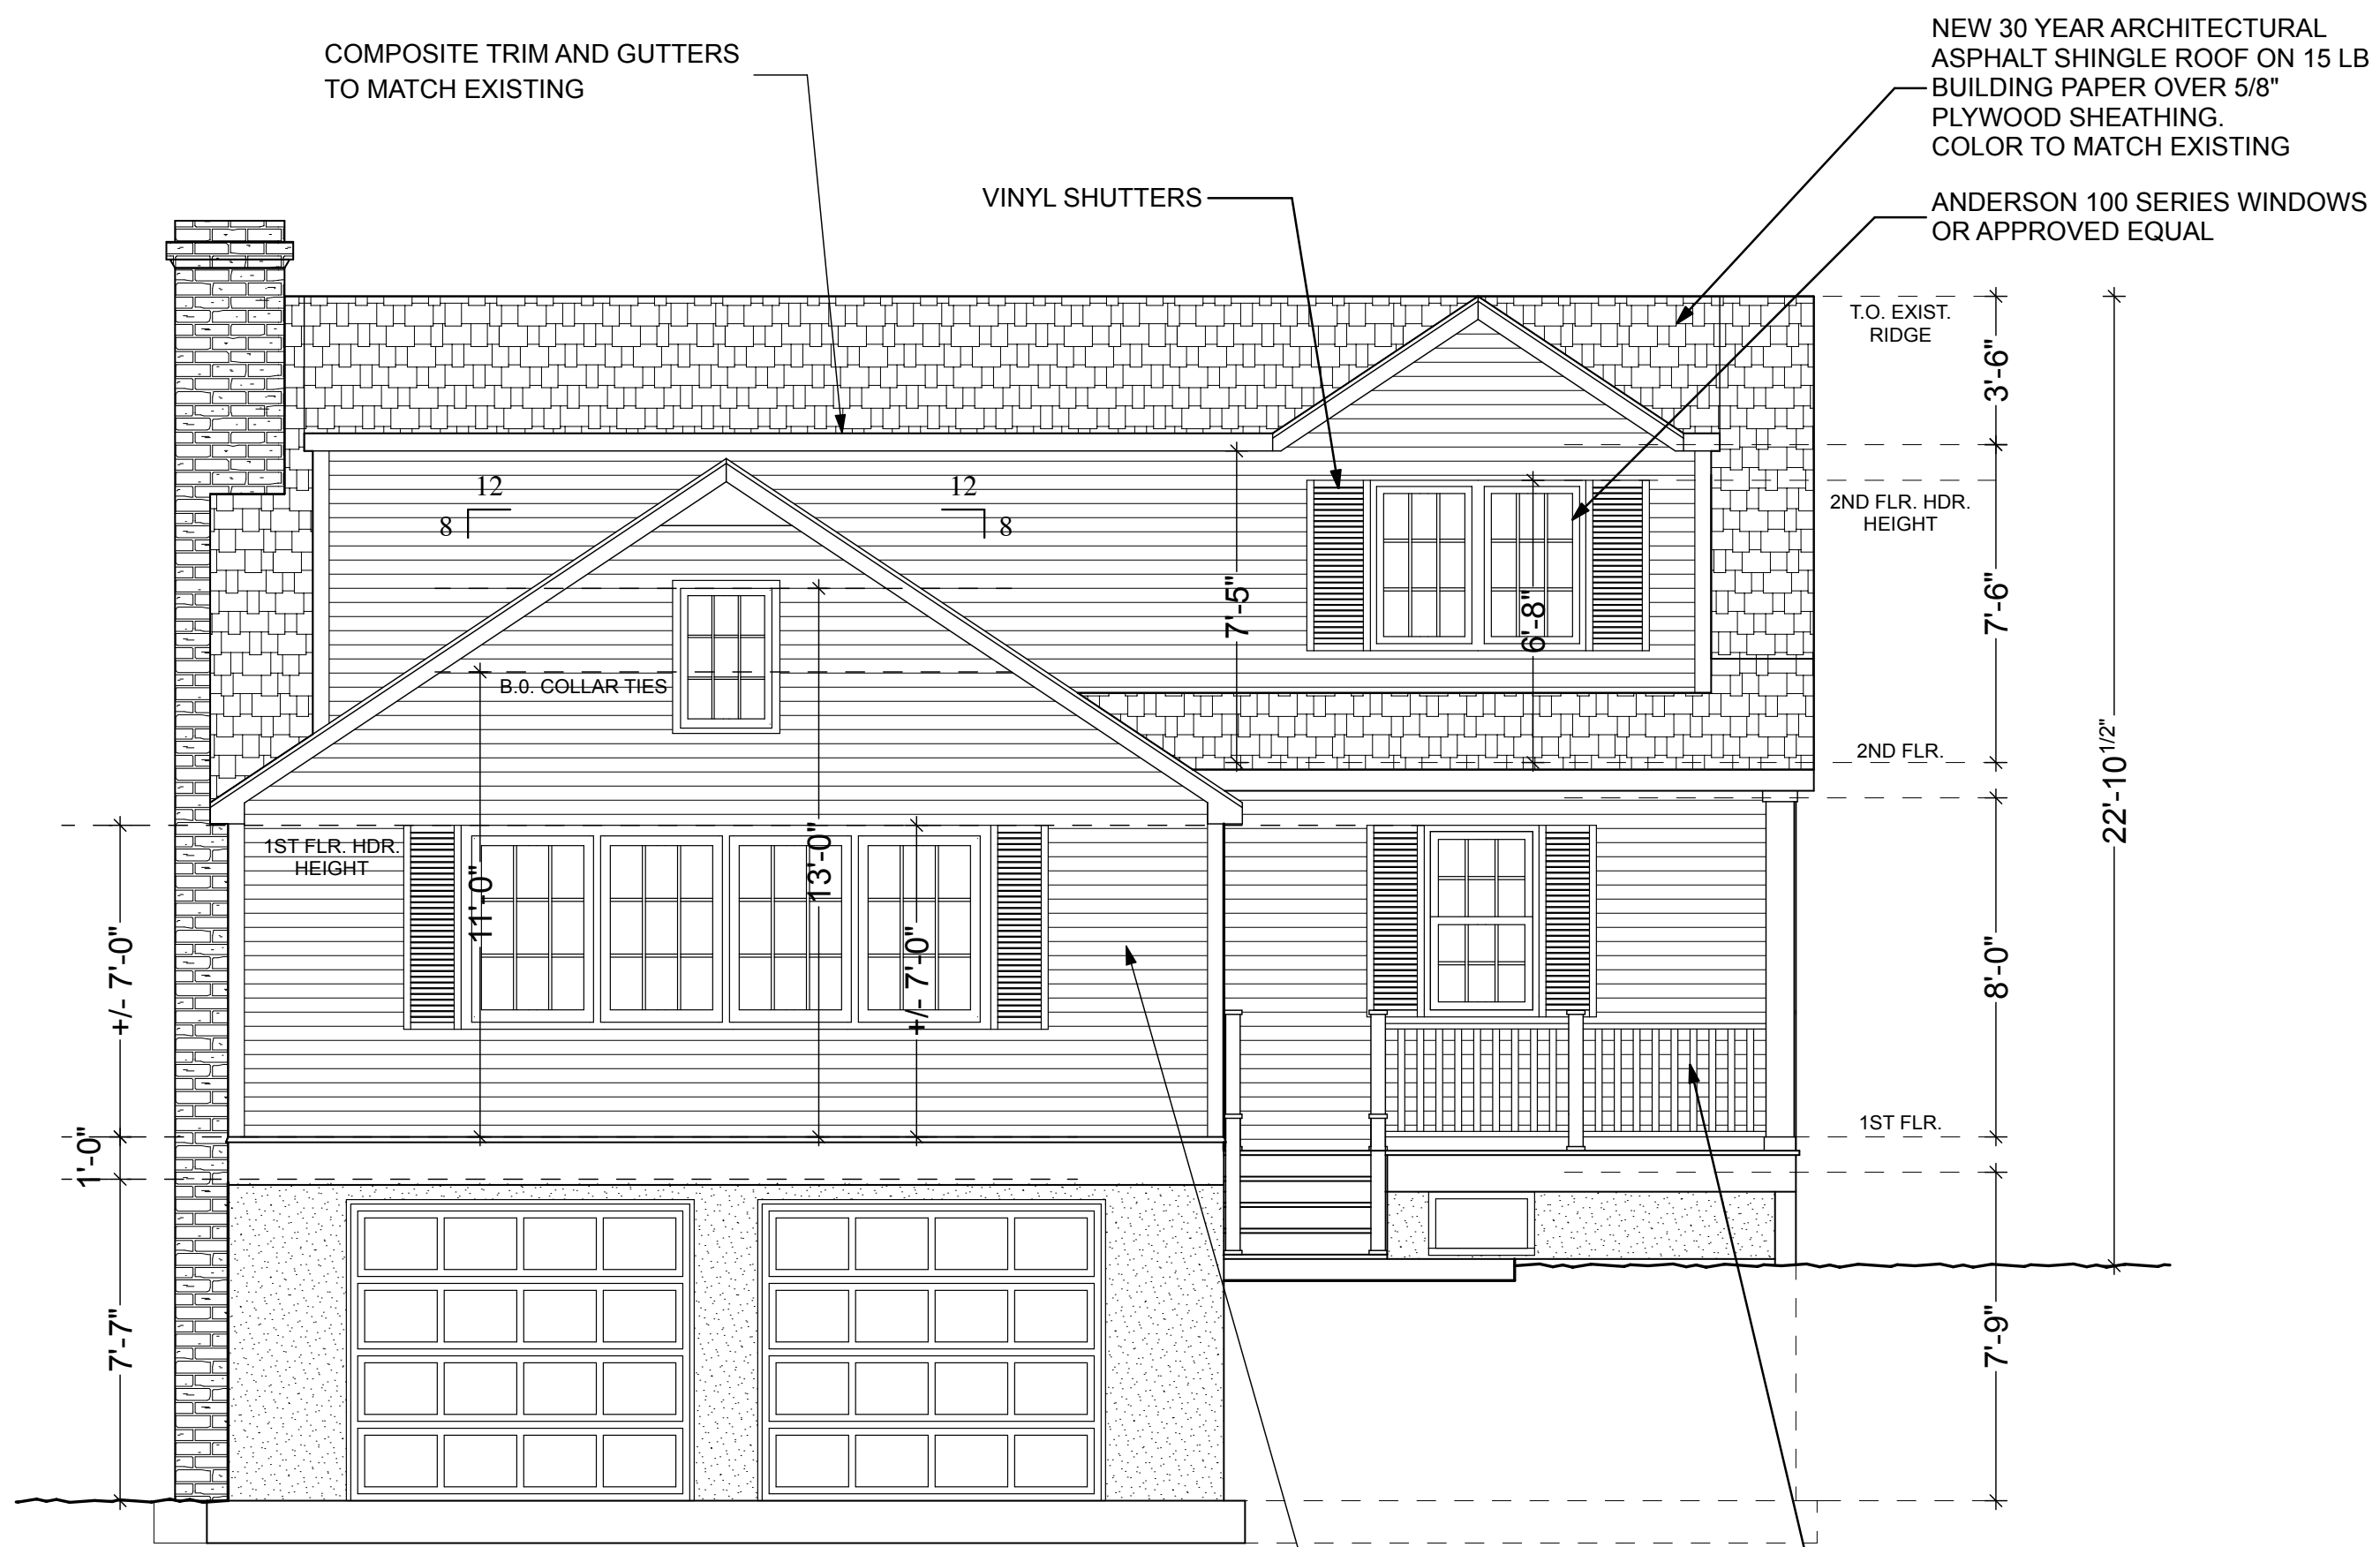 COMPOSITE TRIM AND GUTTERS
TO MATCH EXISTING
NEW 30 YEAR ARCHITECTURAL
ASPHALT SHINGLE ROOF ON 15 LB
BUILDING PAPER OVER 5/8"
PLYWOOD SHEATHING.
COLOR TO MATCH EXISTING
VINYL SHUTTERS
ANDERSON 100 SERIES WINDOWS
OR APPROVED EQUAL
T.O. EXIST.
RIDGE
3'-6"
12
8
12
8
2ND FLR. HDR.
HEIGHT
7'-5"
6'-8"
7'-6"
B.0. COLLAR TIES
2ND FLR.
22'-10 1/2"
1ST FLR. HDR.
HEIGHT
11'-0"
13'-0"
+/- 7'-0"
+/- 7'-0"
8'-0"
1ST FLR.
1'-0"
7'-7"
7'-9"